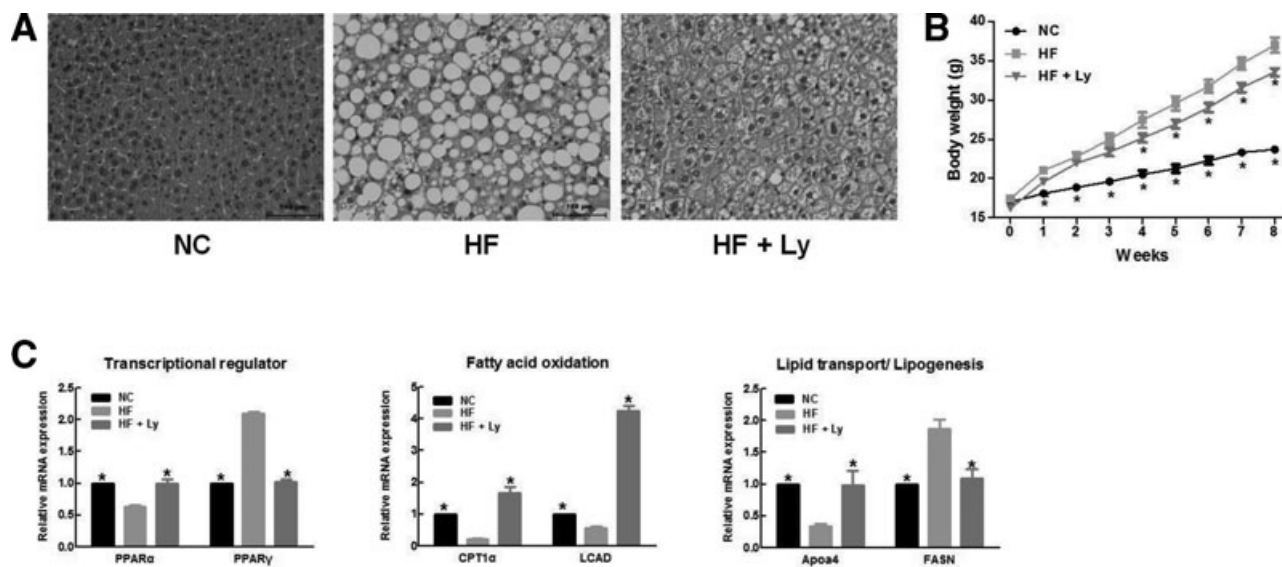 A
NC
HF
HF + Ly
B
Body weight (g)
40
35
30
25
20
15
NC
HF
HF + Ly
*
*
*
*
*
*
*
*
*
*
*
*
*
0 1 2 3 4 5 6 7 8
Weeks
C
Transcriptional regulator
Relative mRNA expression
2.5
2.0
1.5
1.0
0.5
0.0
NC
HF
HF + Ly
* * * *
PPARα PPARγ
Fatty acid oxidation
Relative mRNA expression
5
4
3
2
1
0
NC
HF
HF + Ly
* * * *
CPT1α LCAD
Lipid transport/ Lipogenesis
Relative mRNA expression
2.5
2.0
1.5
1.0
0.5
0.0
NC
HF
HF + Ly
* * * *
Apoa4 FASN